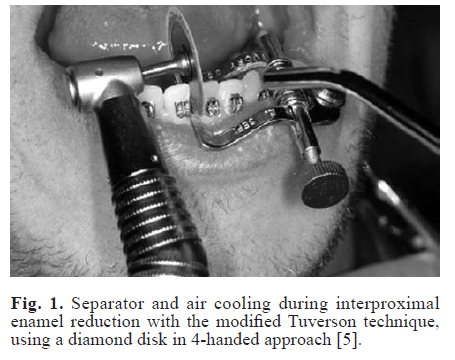 Fig. 1. Separator and air cooling during interproximal
enamel reduction with the modified Tuverson technique,
using a diamond disk in 4-handed approach [5].